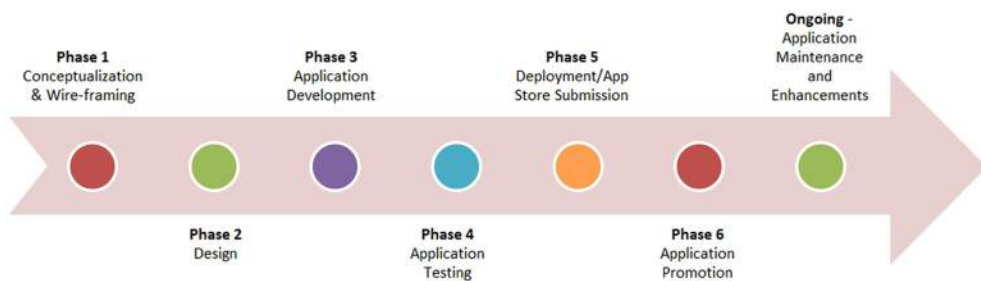 Phase 1
Conceptualization
& Wire-framing
Phase 2
Design
Phase 3
Application
Development
Phase 4
Application
Testing
Phase 5
Deployment/App
Store Submission
Phase 6
Application
Promotion
Ongoing -
Application
Maintenance
and
Enhancements